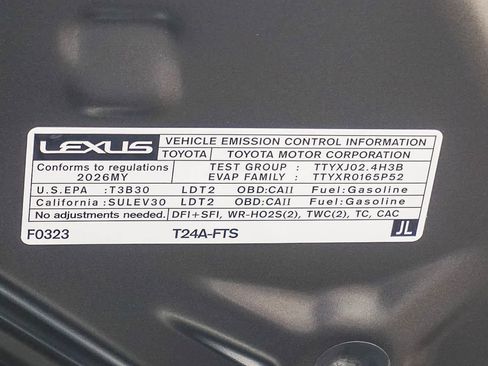 LEXUS VEHICLE EMISSION CONTROL INFORMATION
TOYOTA TOYOTA MOTOR CORPORATION
Conforms to regulations TEST GROUP : TTYXJ02.4H3B
2026MY EVAP FAMILY : TTYXR0165P52
U.S.EPA :T3B30 LDT2 OBD:CAII Fuel:Gasoline
California :SULEV30 LDT2 OBD:CAII Fuel:Gasoline
No adjustments needed. DFI+SFI, WR-HO2S(2), TWC(2), TC, CAC
F0323 T24A-FTS JL